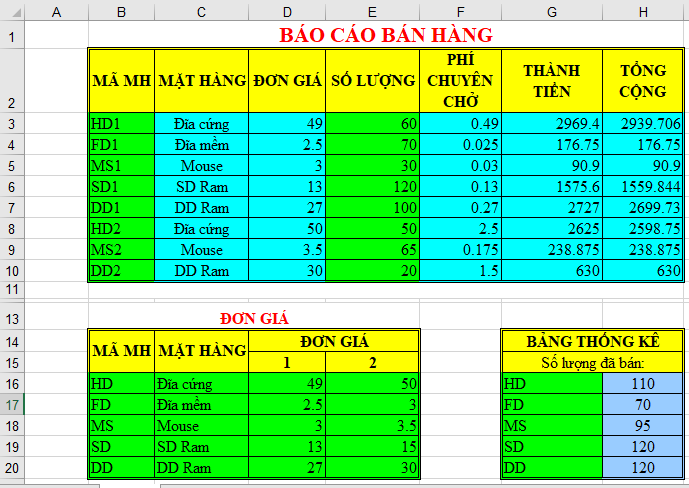 A B C D E F G H
1 BÁO CÁO BÁN HÀNG
2 MÃ MH MẶT HÀNG ĐƠN GIÁ SỐ LƯỢNG PHÍ CHUYÊN CHỞ THÀNH TIỀN TỔNG CỘNG
3 HD1 Đĩa cứng 49 60 0.49 2969.4 2939.706
4 FD1 Đĩa mềm 2.5 70 0.025 176.75 176.75
5 MS1 Mouse 3 30 0.03 90.9 90.9
6 SD1 SD Ram 13 120 0.13 1575.6 1559.844
7 DD1 DD Ram 27 100 0.27 2727 2699.73
8 HD2 Đĩa cứng 50 50 2.5 2625 2598.75
9 MS2 Mouse 3.5 65 0.175 238.875 238.875
10 DD2 DD Ram 30 20 1.5 630 630
11
13 ĐƠN GIÁ
14 MÃ MH MẶT HÀNG ĐƠN GIÁ BẢNG THỐNG KÊ
15 1 2 Số lượng đã bán:
16 HD Đĩa cứng 49 50 HD 110
17 FD Đĩa mềm 2.5 3 FD 70
18 MS Mouse 3 3.5 MS 95
19 SD SD Ram 13 15 SD 120
20 DD DD Ram 27 30 DD 120